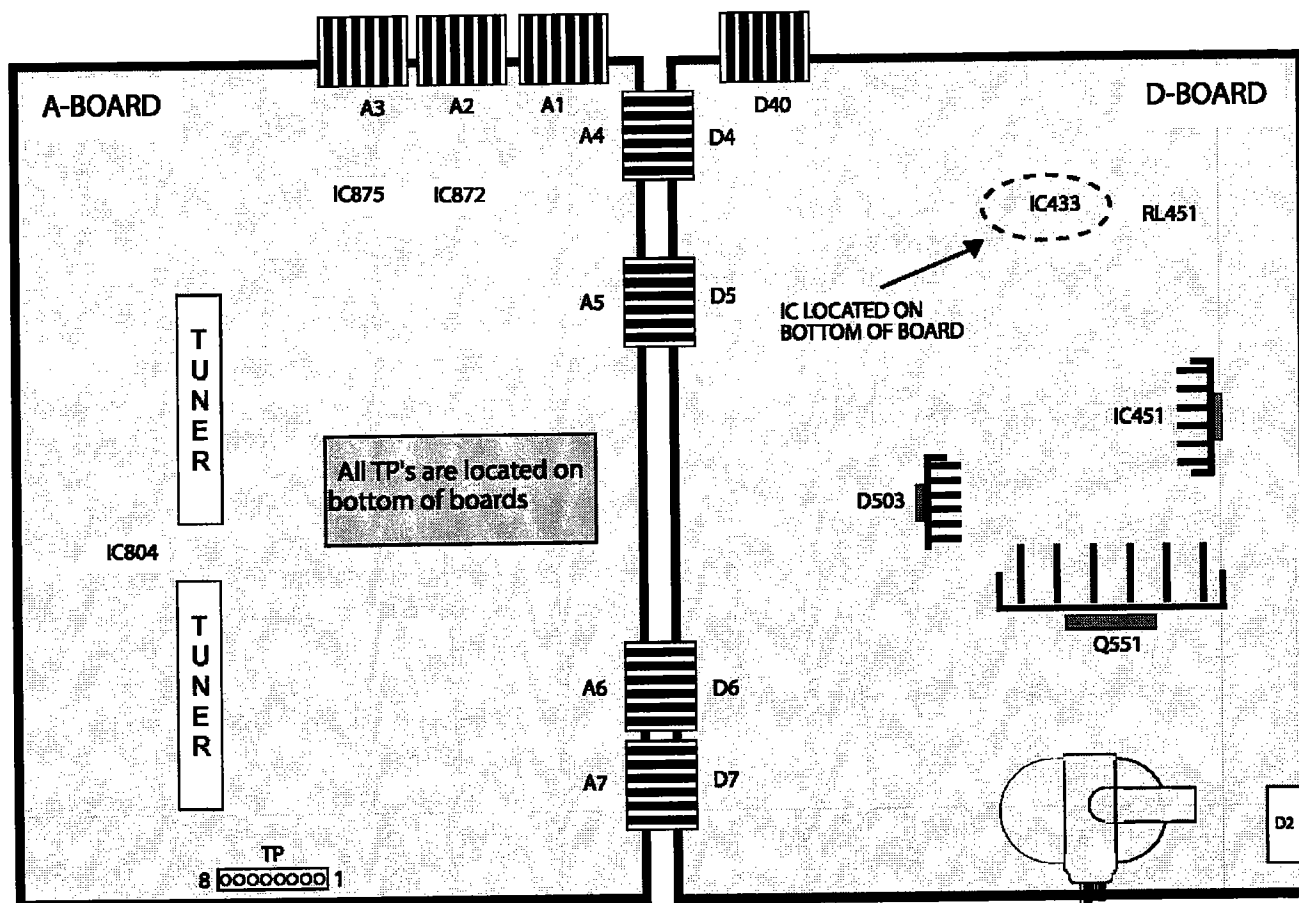 A-BOARD
A3
A2
A1
D40
D-BOARD
A4
D4
IC875
IC872
IC433
RL451
A5
D5
IC LOCATED ON
BOTTOM OF BOARD
TUNER
IC451
All TP's are located on
bottom of boards
D503
IC804
TUNER
Q551
A6
D6
A7
D7
D2
TP
8
1